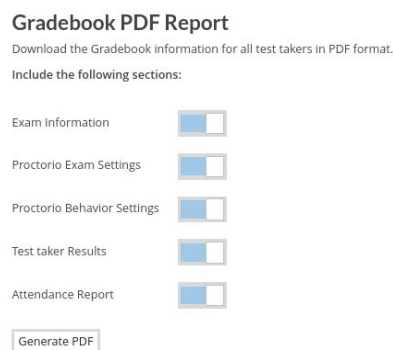 Gradebook PDF Report
Download the Gradebook information for all test takers in PDF format.
Include the following sections:
Exam Information
Proctorio Exam Settings
Proctorio Behavior Settings
Test taker Results
Attendance Report
Generate PDF